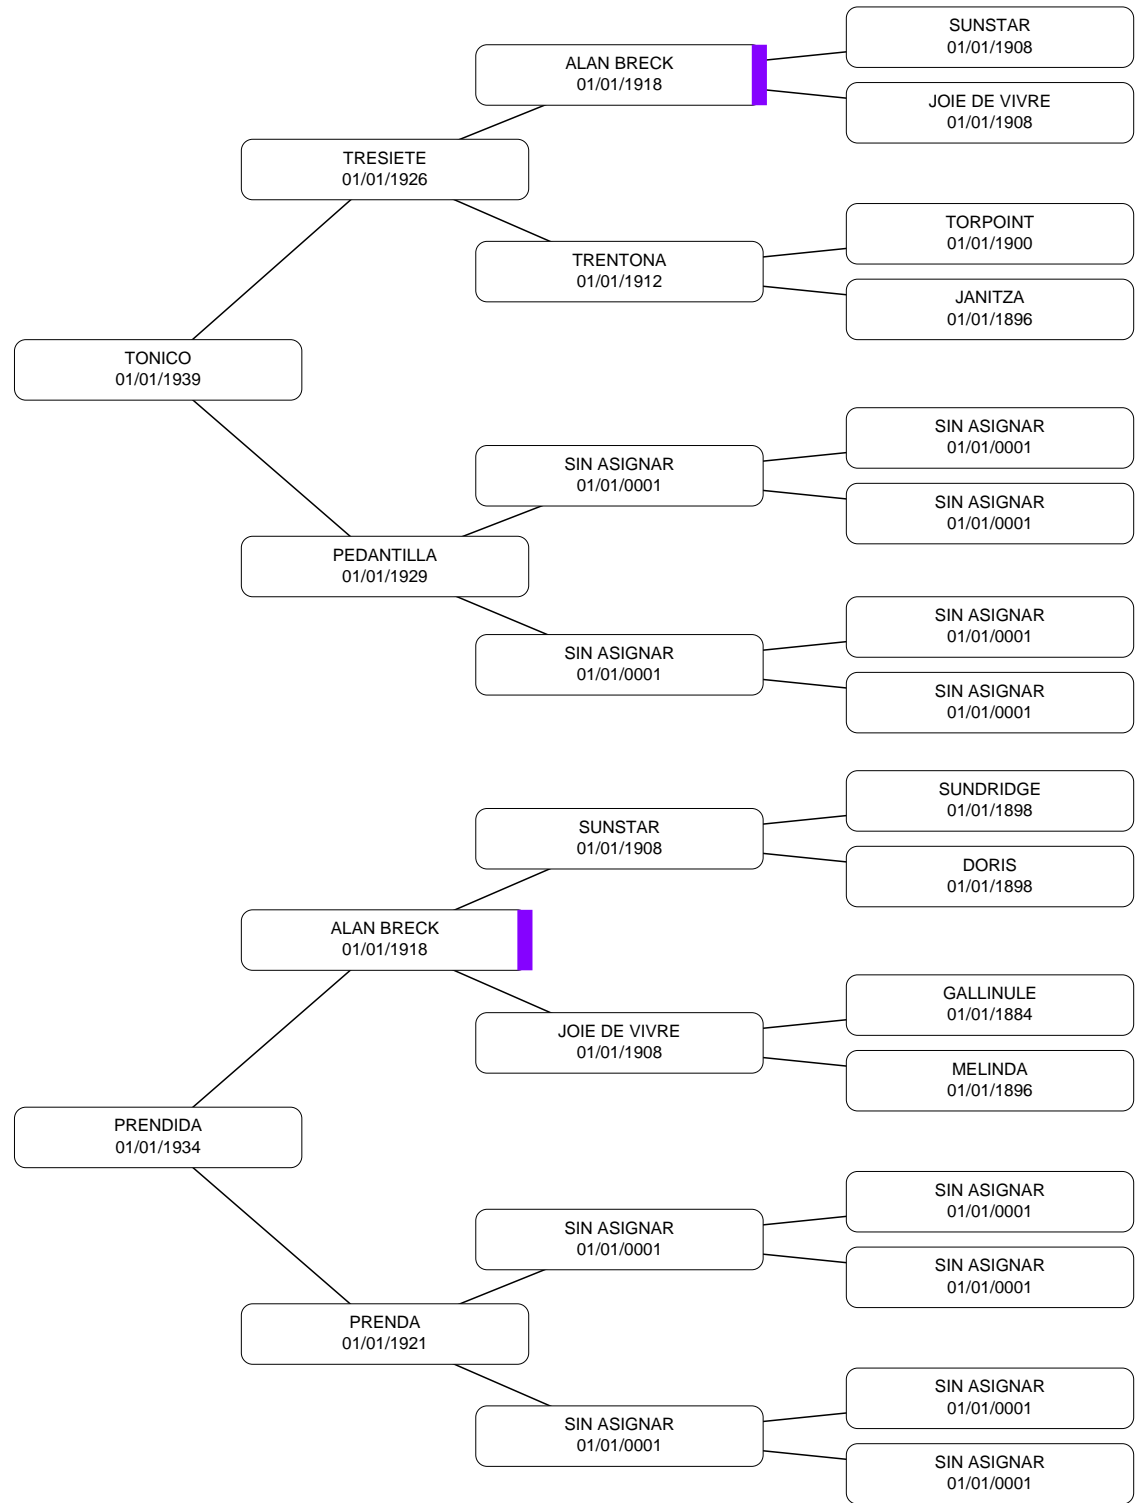 SUNSTAR
01/01/1908
ALAN BRECK
01/01/1918
JOIE DE VIVRE
01/01/1908
TRESIETE
01/01/1926
TORPOINT
01/01/1900
TRENTONA
01/01/1912
JANITZA
01/01/1896
TONICO
01/01/1939
SIN ASIGNAR
01/01/0001
SIN ASIGNAR
01/01/0001
SIN ASIGNAR
01/01/0001
PEDANTILLA
01/01/1929
SIN ASIGNAR
01/01/0001
SIN ASIGNAR
01/01/0001
SIN ASIGNAR
01/01/0001
SUNDRIDGE
01/01/1898
SUNSTAR
01/01/1908
DORIS
01/01/1898
ALAN BRECK
01/01/1918
GALLINULE
01/01/1884
JOIE DE VIVRE
01/01/1908
MELINDA
01/01/1896
PRENDIDA
01/01/1934
SIN ASIGNAR
01/01/0001
SIN ASIGNAR
01/01/0001
SIN ASIGNAR
01/01/0001
PRENDA
01/01/1921
SIN ASIGNAR
01/01/0001
SIN ASIGNAR
01/01/0001
SIN ASIGNAR
01/01/0001